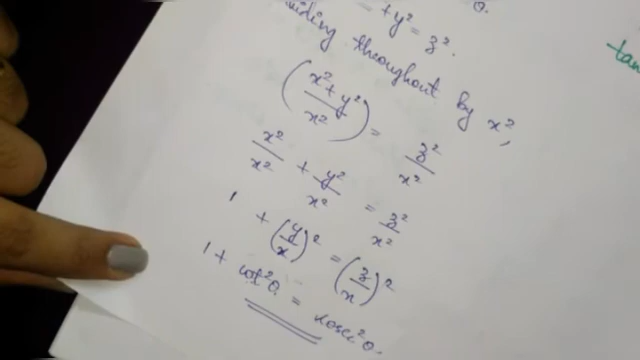 θ.
+ y² = z².
dividing throughout by x²,
(x² + y² / x²) = z² / x²
x² / x² + y² / x² = z² / x²
1 + (y/x)² = (z/x)²
1 + cot²θ = cosec²θ.
tan